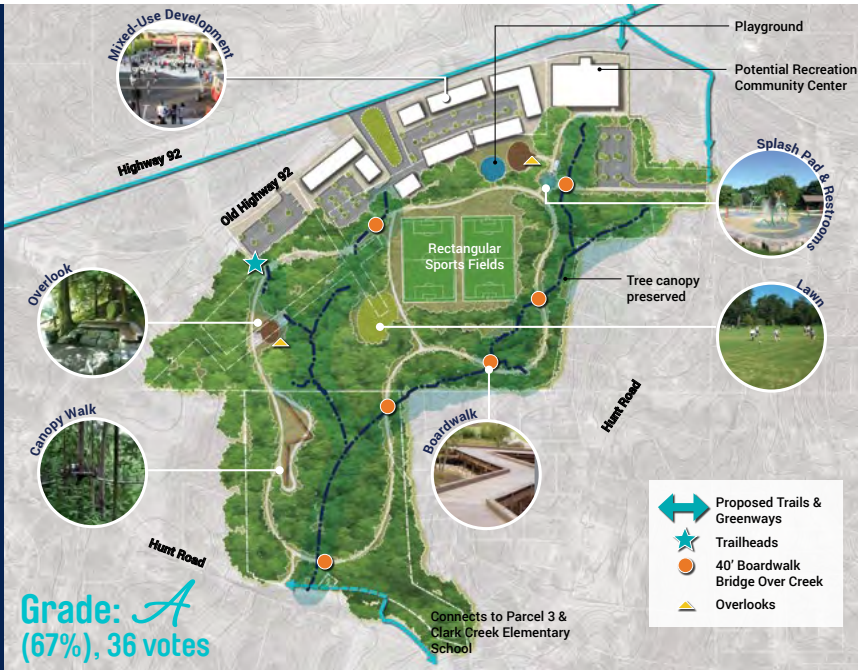 Mixed-Use Development
Playground
Potential Recreation
Community Center
Highway 92
Old Highway 92
Splash Pad & Restrooms
Rectangular
Sports Fields
Tree canopy
preserved
Overlook
Lawn
Canopy Walk
Boardwalk
Hunt Road
Hunt Road
Proposed Trails &
Greenways
Trailheads
40' Boardwalk
Bridge Over Creek
Overlooks
Connects to Parcel 3 &
Clark Creek Elementary
School
Grade: A
(67%), 36 votes